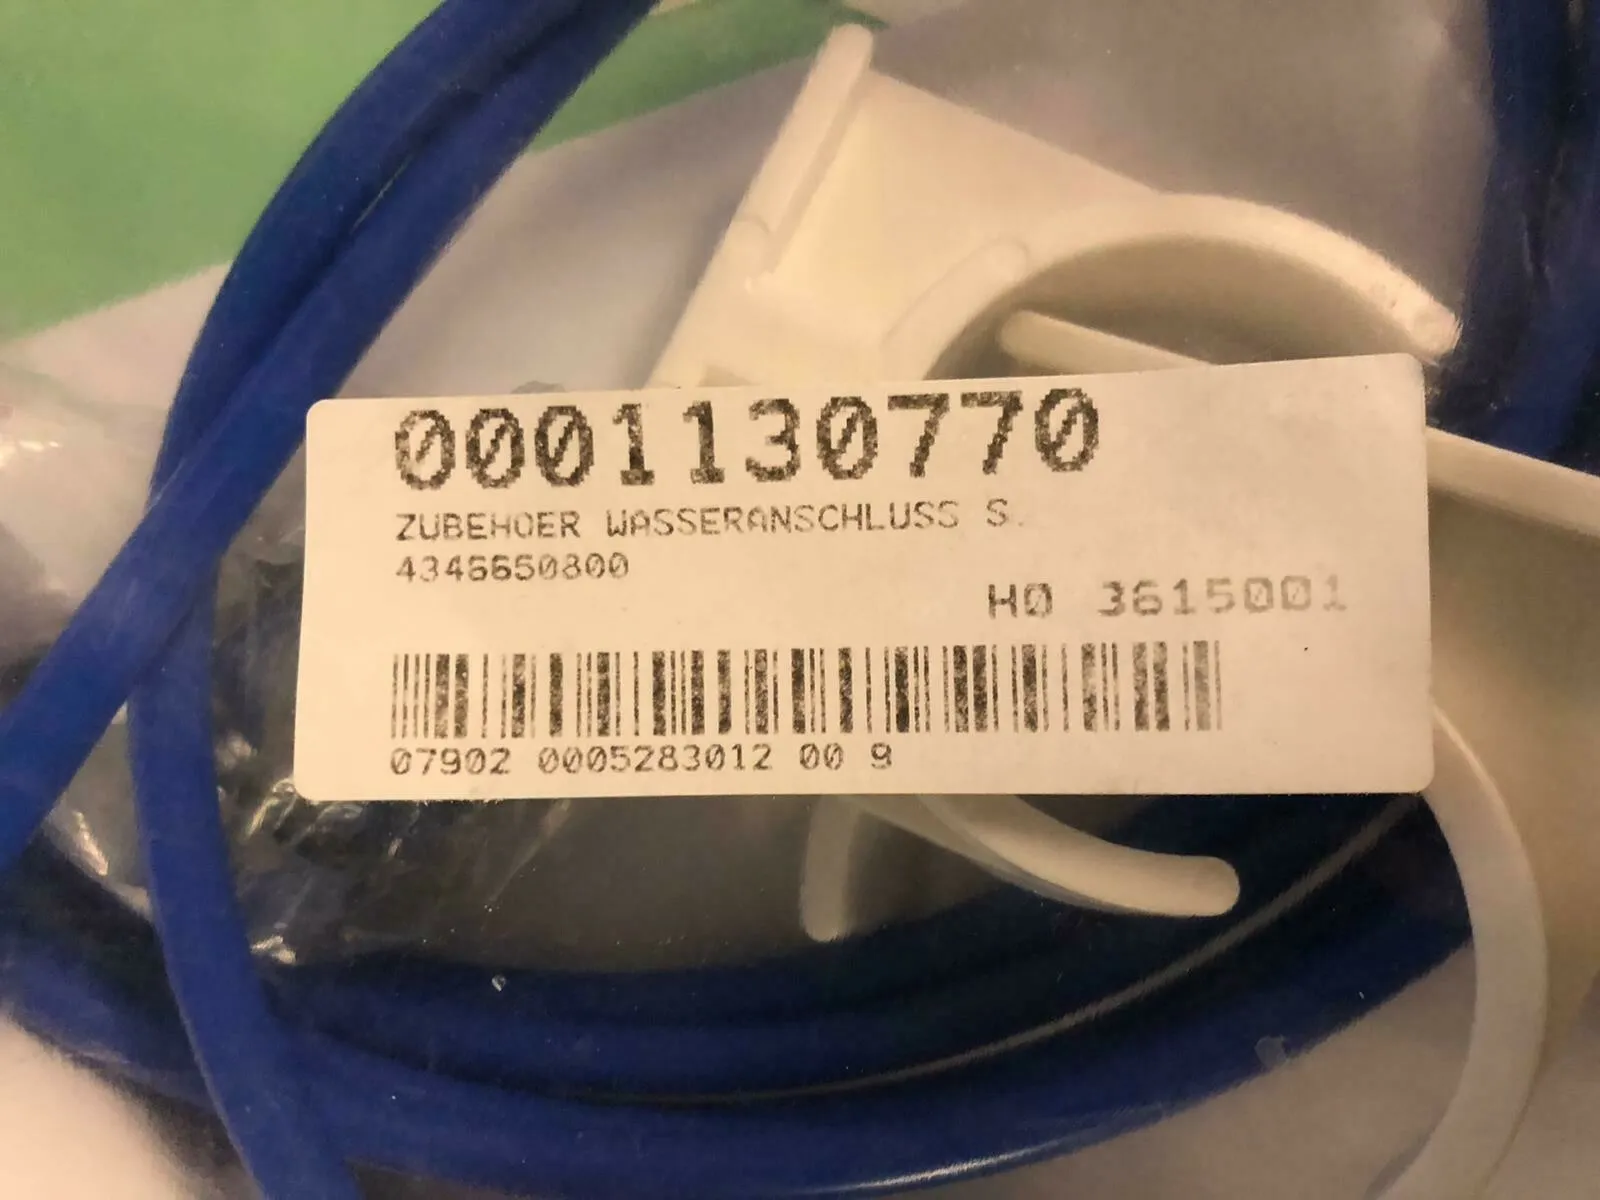 0001130770
ZUBEHOER WASSERANSCHLUSS S.
4346650800
H0 3615001
07902 0005283012 00 9